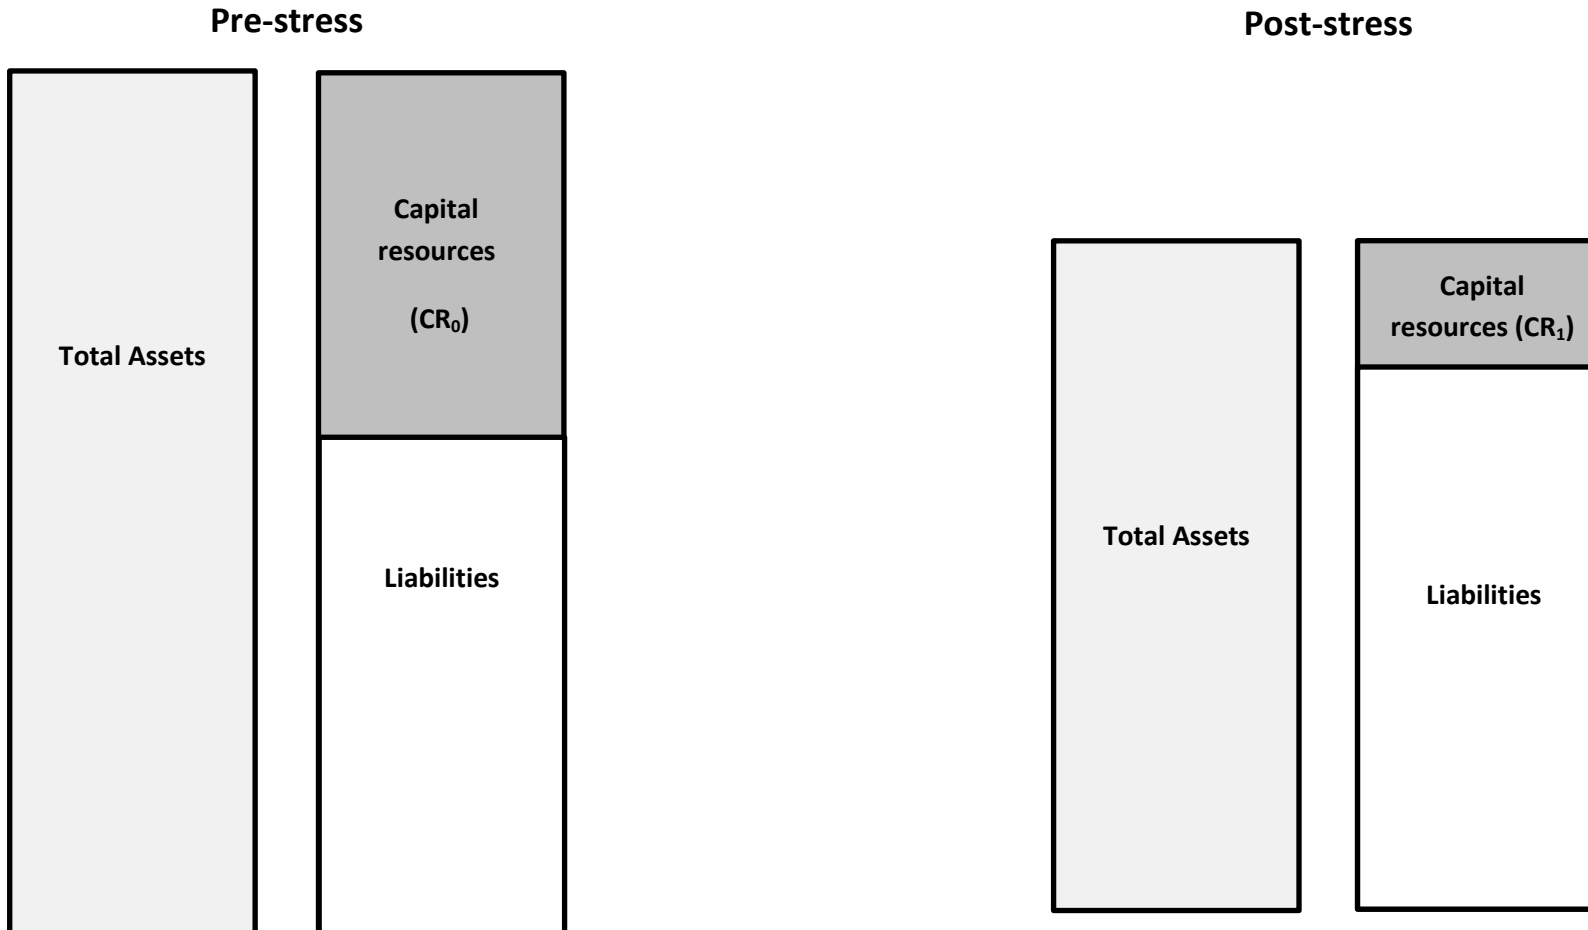 Pre-stress
Post-stress
Capital
resources
(CR₀)
Total Assets
Liabilities
Capital
resources (CR₁)
Total Assets
Liabilities